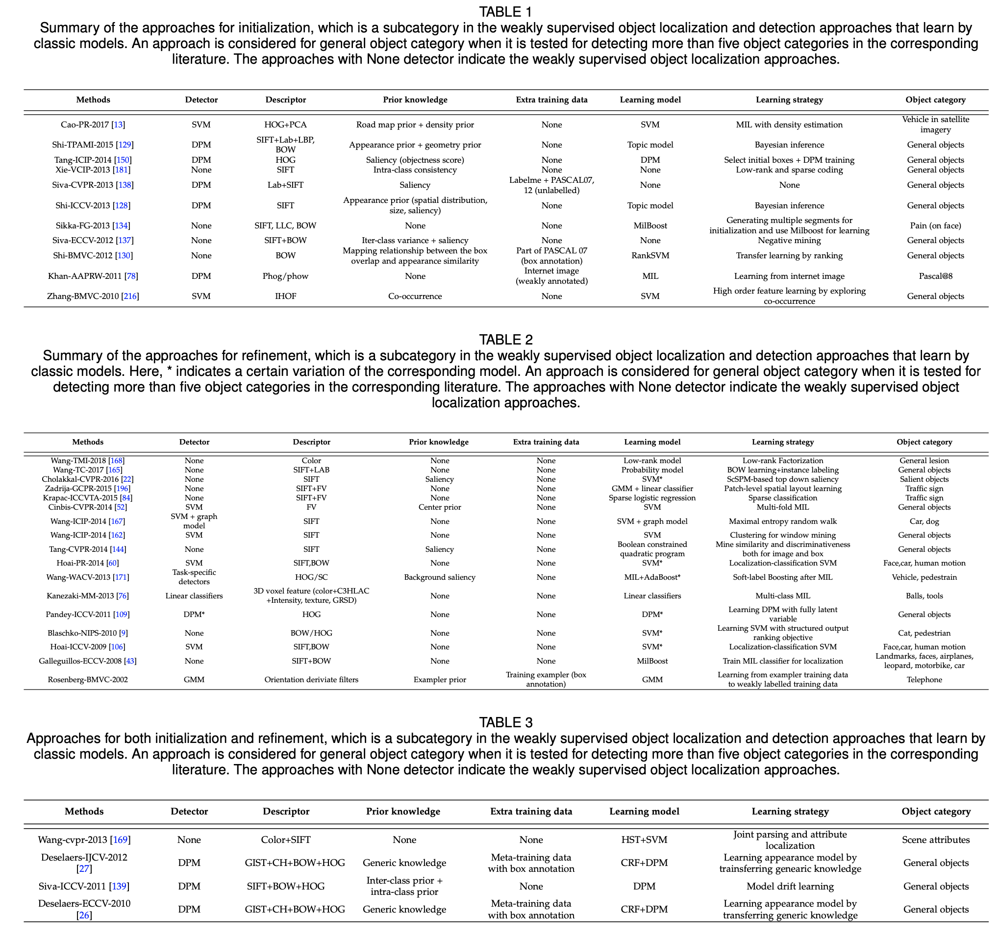 TABLE 1
Summary of the approaches for initialization, which is a subcategory in the weakly supervised object localization and detection approaches that learn by
classic models. An approach is considered for general object category when it is tested for detecting more than five object categories in the corresponding
literature. The approaches with None detector indicate the weakly supervised object localization approaches.
Methods Detector Descriptor Prior knowledge Extra training data Learning model Learning strategy Object category
Cao-PR-2017 [13] SVM HOG+PCA Road map prior + density prior None SVM MIL with density estimation Vehicle in satellite
imagery
Shi-TPAMI-2015 [129] DPM SIFT+Lab+LBP,
BOW Appearance prior + geometry prior None Topic model Bayesian inference General objects
Tang-ICIP-2014 [150] DPM HOG Saliency (objectness score) None DPM Select initial boxes + DPM training General objects
Xie-VCIP-2013 [181] None SIFT Intra-class consistency None None Low-rank and sparse coding General objects
Siva-CVPR-2013 [138] DPM Lab+SIFT Saliency Labelme + PASCAL07,
12 (unlabelled) None None General objects
Shi-ICCV-2013 [128] DPM SIFT Appearance prior (spatial distribution,
size, saliency) None Topic model Bayesian inference General objects
Sikka-FG-2013 [134] None SIFT, LLC, BOW None None MilBoost Generating multiple segments for
initialization and use Milboost for learning Pain (on face)
Siva-ECCV-2012 [137] None SIFT+BOW Iter-class variance + saliency None None Negative mining General objects
Shi-BMVC-2012 [130] None BOW Mapping relationship between the box
overlap and appearance similarity Part of PASCAL 07
(box annotation) RankSVM Transfer learning by ranking General objects
Khan-AAPRW-2011 [78] DPM Phog/phow None Internet image
(weakly annotated) MIL Learning from internet image Pascal@8
Zhang-BMVC-2010 [216] SVM IHOF Co-occurrence None SVM High order feature learning by exploring
co-occurrence General objects
TABLE 2
Summary of the approaches for refinement, which is a subcategory in the weakly supervised object localization and detection approaches that learn by
classic models. Here, * indicates a certain variation of the corresponding model. An approach is considered for general object category when it is tested for
detecting more than five object categories in the corresponding literature. The approaches with None detector indicate the weakly supervised object
localization approaches.
Methods Detector Descriptor Prior knowledge Extra training data Learning model Learning strategy Object category
Wang-TMI-2018 [168] None Color None None Low-rank model Low-rank Factorization General lesion
Wang-TC-2017 [165] None SIFT+LAB None None Probability model BOW learning+instance labeling General objects
Cholakkal-CVPR-2016 [22] None SIFT Saliency None SVM* ScSPM-based top down saliency Salient objects
Zadrija-GCPR-2015 [196] None SIFT+FV None None GMM + linear classifier Patch-level spatial layout learning Traffic sign
Krapac-ICCVTA-2015 [84] None SIFT+FV None None Sparse logistic regression Sparse classification Traffic sign
Cinbis-CVPR-2014 [52] SVM FV Center prior None SVM Multi-fold MIL General objects
Wang-ICIP-2014 [167] SVM + graph
model SIFT None None SVM + graph model Maximal entropy random walk Car, dog
Wang-ICIP-2014 [162] SVM SIFT None None SVM Clustering for window mining General objects
Tang-CVPR-2014 [144] None SIFT Saliency None Boolean constrained
quadratic program Mine similarity and discriminativeness
both for image and box General objects
Hoai-PR-2014 [60] SVM SIFT,BOW None None SVM* Localization-classification SVM Face,car, human motion
Wang-WACV-2013 [171] Task-specific
detectors HOG/SC Background saliency None MIL+AdaBoost* Soft-label Boosting after MIL Vehicle, pedestrain
Kanezaki-MM-2013 [76] Linear classifiers 3D voxel feature (color+C3HLAC
+Intensity, texture, GRSD) None None Linear classifiers Multi-class MIL Balls, tools
Pandey-ICCV-2011 [109] DPM* HOG None None DPM* Learning DPM with fully latent
variable General objects
Blaschko-NIPS-2010 [9] None BOW/HOG None None SVM* Learning SVM with structured output
ranking objective Cat, pedestrian
Hoai-ICCV-2009 [106] SVM SIFT,BOW None None SVM* Localization-classification SVM Face,car, human motion
Galleguillos-ECCV-2008 [43] None SIFT+BOW None None MilBoost Train MIL classifier for localization Landmarks, faces, airplanes,
leopard, motorbike, car
Rosenberg-BMVC-2002 GMM Orientation deriviate filters Exampler prior Training exampler (box
annotation) GMM Learning from exampler training data
to weakly labelled training data Telephone
TABLE 3
Approaches for both initialization and refinement, which is a subcategory in the weakly supervised object localization and detection approaches that learn by
classic models. An approach is considered for general object category when it is tested for detecting more than five object categories in the corresponding
literature. The approaches with None detector indicate the weakly supervised object localization approaches.
Methods Detector Descriptor Prior knowledge Extra training data Learning model Learning strategy Object category
Wang-cvpr-2013 [169] None Color+SIFT None None HST+SVM Joint parsing and attribute
localization Scene attributes
Deselaers-IJCV-2012
[27] DPM GIST+CH+BOW+HOG Generic knowledge Meta-training data
with box annotation CRF+DPM Learning appearance model by
trainsferring genearic knowledge General objects
Siva-ICCV-2011 [139] DPM SIFT+BOW+HOG Inter-class prior +
intra-class prior None DPM Model drift learning General objects
Deselaers-ECCV-2010
[26] DPM GIST+CH+BOW+HOG Generic knowledge Meta-training data
with box annotation CRF+DPM Learning appearance model by
transferring generic knowledge General objects